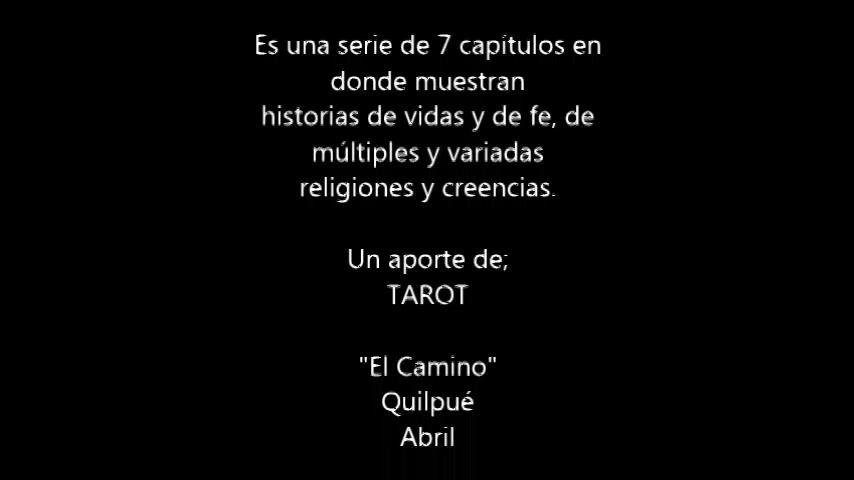 Es una serie de 7 capítulos en
donde muestran
historias de vidas y de fe, de
múltiples y variadas
religiones y creencias.
Un aporte de;
TAROT
"El Camino"
Quilpué
Abril